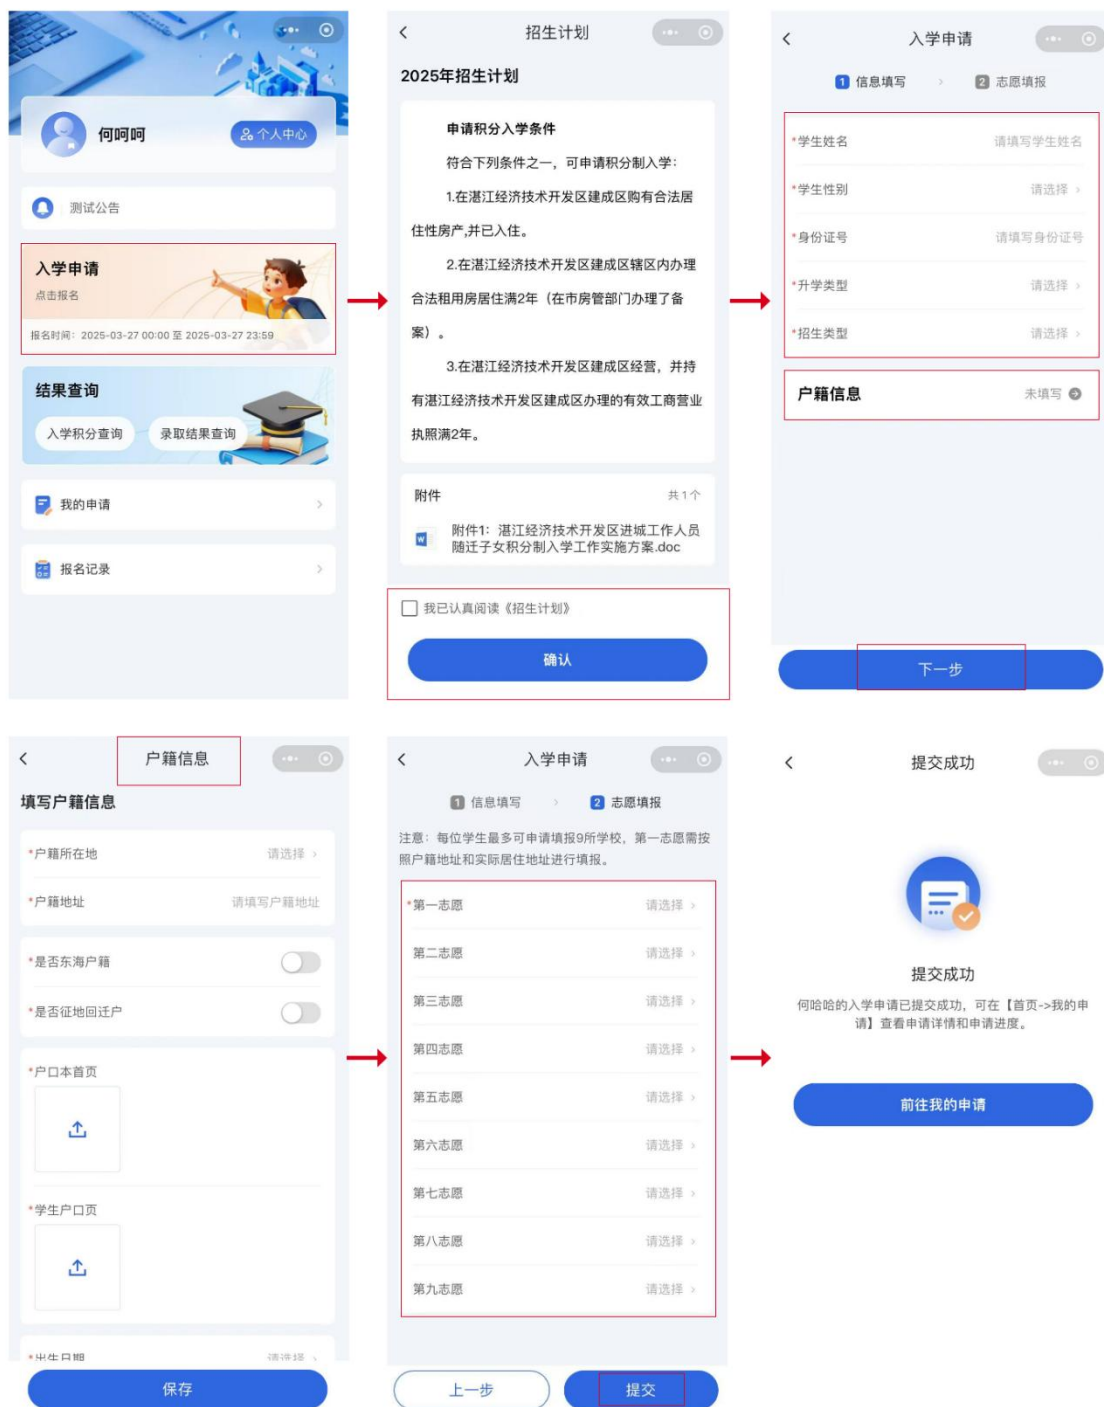 何呵呵
个人中心
测试公告
入学申请
点击报名
报名时间：2025-03-27 00:00 至 2025-03-27 23:59
结果查询
入学积分查询
录取结果查询
我的申请
报名记录
招生计划
2025年招生计划
申请积分入学条件
符合下列条件之一，可申请积分制入学：
1.在湛江经济技术开发区建成区购有合法居
住性房产,并已入住。
2.在湛江经济技术开发区建成区辖区内办理
合法租用房居住满2年（在市房管部门办理了备
案）。
3.在湛江经济技术开发区建成区经营，并持
有湛江经济技术开发区建成区办理的有效工商营业
执照满2年。
附件 共1个
W
附件1：湛江经济技术开发区进城工作人员
随迁子女积分制入学工作实施方案.doc
我已认真阅读《招生计划》
确认
入学申请
1 信息填写 2 志愿填报
*学生姓名 请填写学生姓名
*学生性别 请选择
*身份证号 请填写身份证号
*升学类型 请选择
*招生类型 请选择
户籍信息 未填写
下一步
户籍信息
填写户籍信息
*户籍所在地 请选择
*户籍地址 请填写户籍地址
*是否东海户籍
*是否征地回迁户
*户口本首页
*学生户口页
*出生日期 请选择
保存
入学申请
1 信息填写 2 志愿填报
注意：每位学生最多可申请填报9所学校，第一志愿需按
照户籍地址和实际居住地址进行填报。
*第一志愿 请选择
第二志愿 请选择
第三志愿 请选择
第四志愿 请选择
第五志愿 请选择
第六志愿 请选择
第七志愿 请选择
第八志愿 请选择
第九志愿 请选择
上一步
提交
提交成功
提交成功
何哈哈的入学申请已提交成功，可在【首页->我的申
请】查看申请详情和申请进度。
前往我的申请